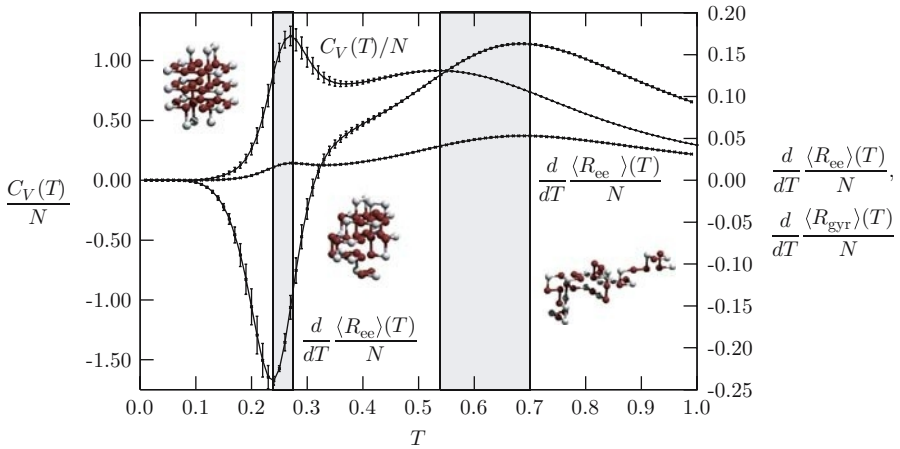 1.00
0.50
0.00
-0.50
-1.00
-1.50
C_V(T)
N
C_V(T)/N
d/dT ⟨R_ee⟩(T)/N
d/dT ⟨R_ee ⟩(T)/N
0.20
0.15
0.10
0.05
0.00
-0.05
-0.10
-0.15
-0.20
-0.25
d/dT ⟨R_ee⟩(T)/N,
d/dT ⟨R_gyr⟩(T)/N
0.0 0.1 0.2 0.3 0.4 0.5 0.6 0.7 0.8 0.9 1.0
T